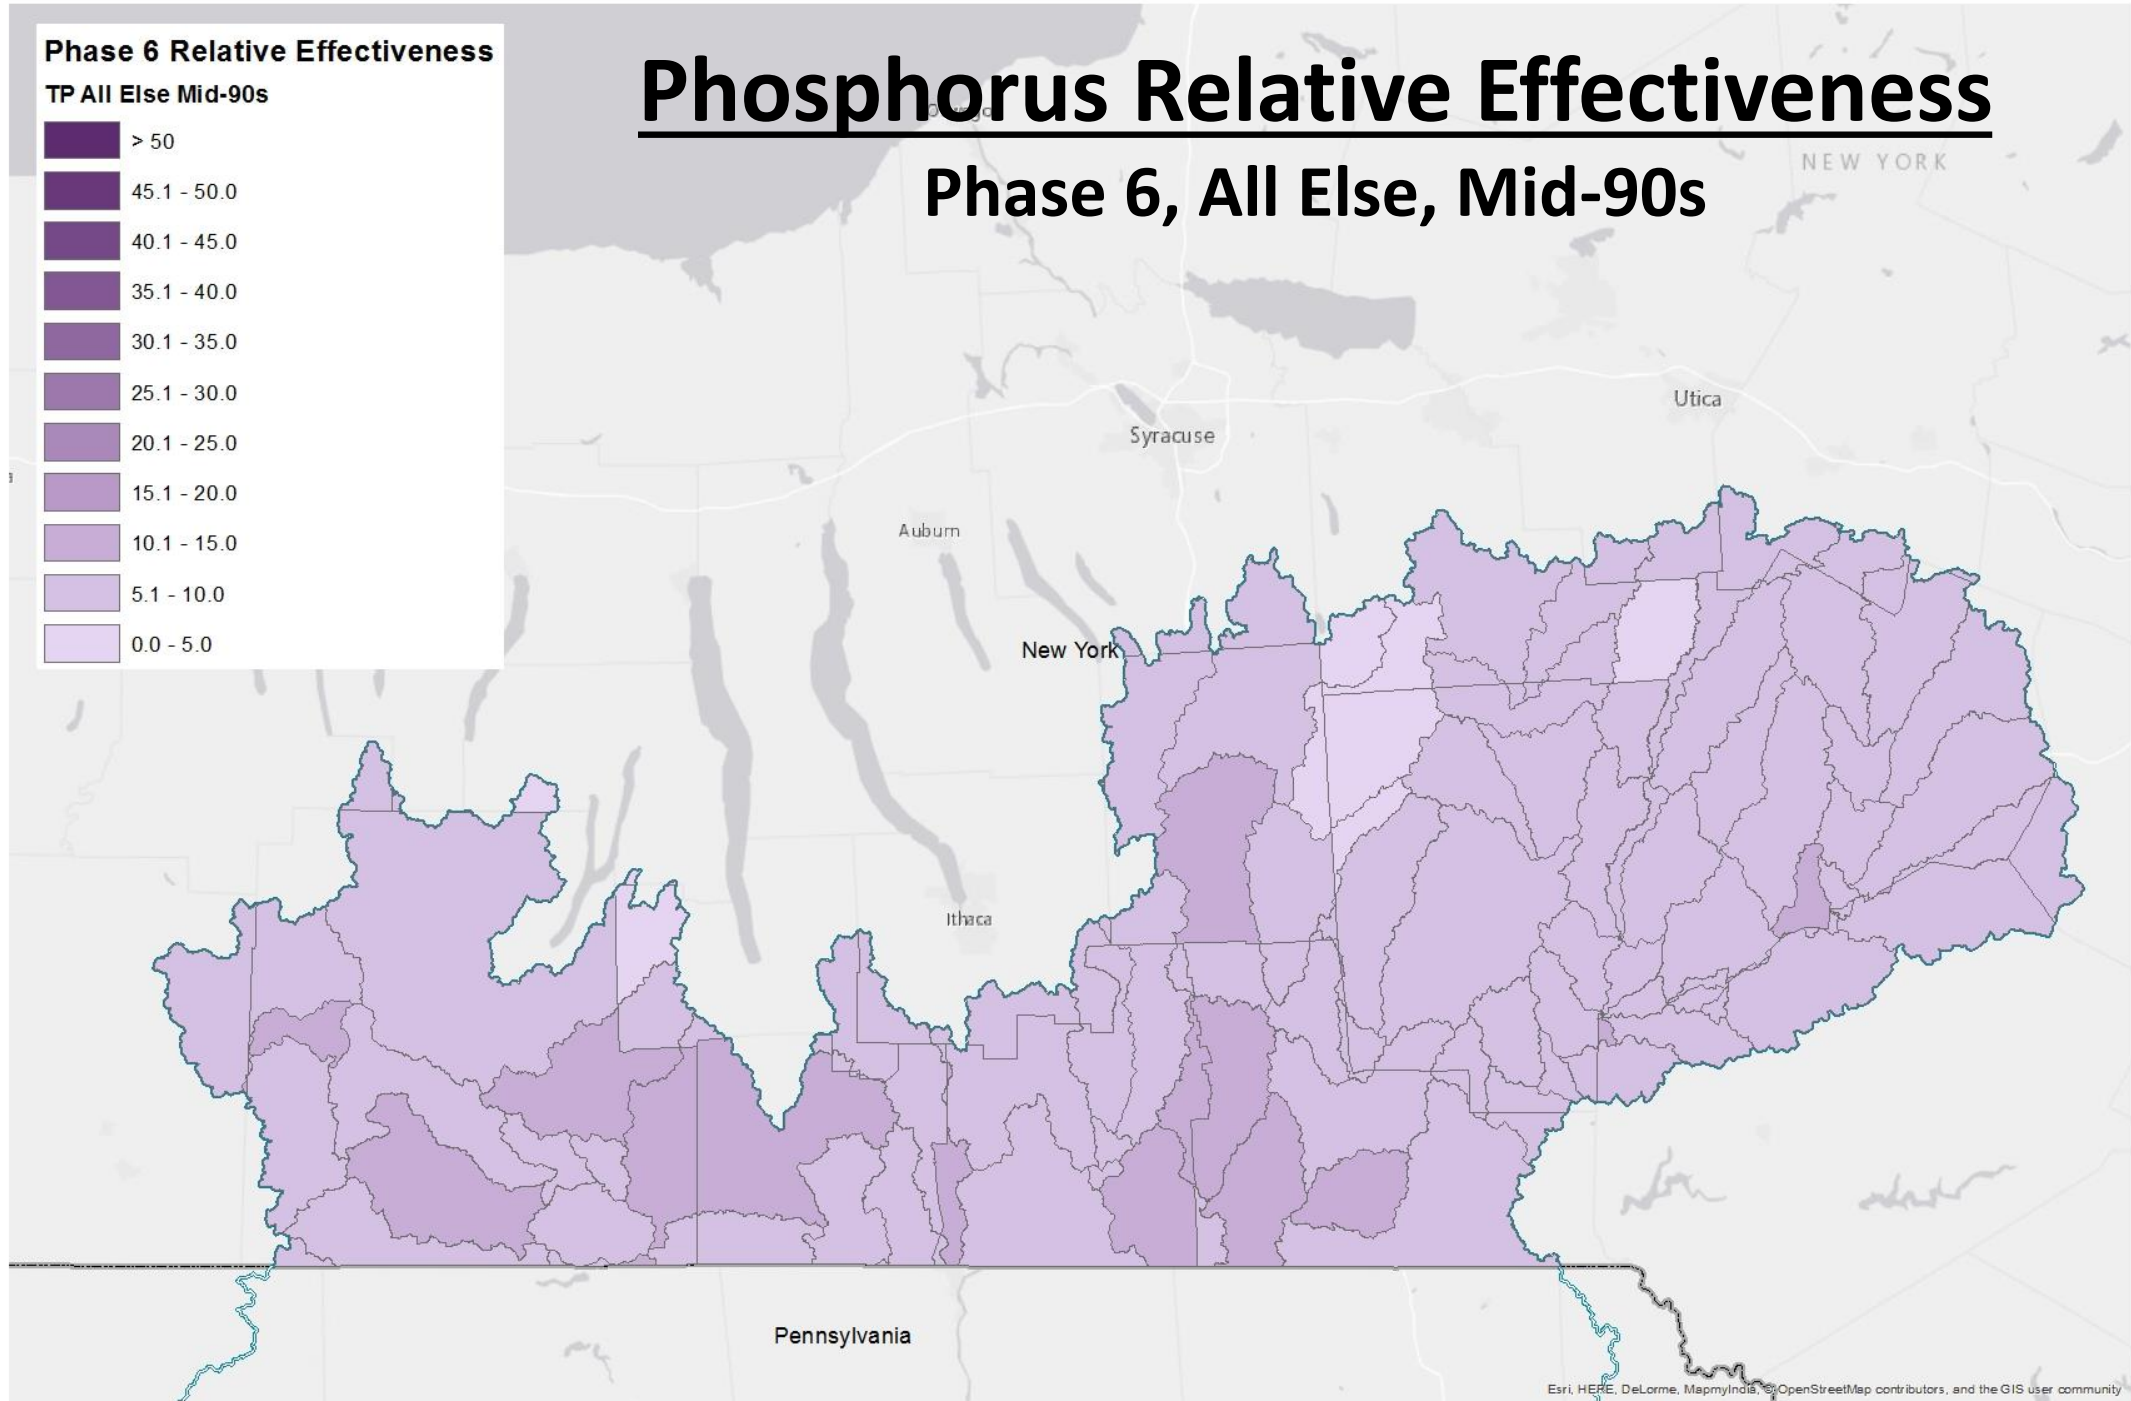 Phosphorus Relative Effectiveness
Phase 6, All Else, Mid-90s
Phase 6 Relative Effectiveness
TP All Else Mid-90s
> 50
45.1 - 50.0
40.1 - 45.0
35.1 - 40.0
30.1 - 35.0
25.1 - 30.0
20.1 - 25.0
15.1 - 20.0
10.1 - 15.0
5.1 - 10.0
0.0 - 5.0
NEW YORK
Utica
Syracuse
Auburn
New York
Ithaca
Pennsylvania
Esri, HERE, DeLorme, MapmyIndia, © OpenStreetMap contributors, and the GIS user community